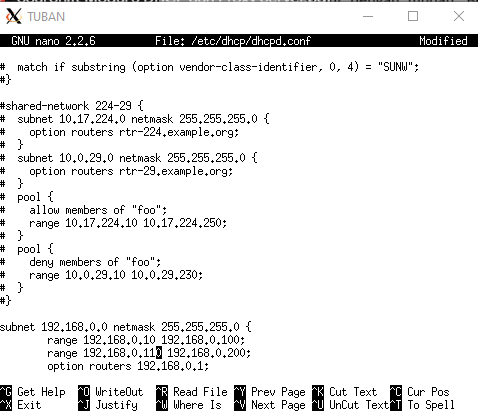 TUBAN
GNU nano 2.2.6 File: /etc/dhcp/dhcpd.conf Modified
#  match if substring (option vendor-class-identifier, 0, 4) = "SUNW";
#}
#shared-network 224-29 {
#  subnet 10.17.224.0 netmask 255.255.255.0 {
#    option routers rtr-224.example.org;
#  }
#  subnet 10.0.29.0 netmask 255.255.255.0 {
#    option routers rtr-29.example.org;
#  }
#  pool {
#    allow members of "foo";
#    range 10.17.224.10 10.17.224.250;
#  }
#  pool {
#    deny members of "foo";
#    range 10.0.29.10 10.0.29.230;
#  }
#}
subnet 192.168.0.0 netmask 255.255.255.0 {
range 192.168.0.10 192.168.0.100;
range 192.168.0.110 192.168.0.200;
option routers 192.168.0.1;
^G Get Help ^O WriteOut ^R Read File ^Y Prev Page ^K Cut Text ^C Cur Pos
^X Exit ^J Justify ^W Where Is ^V Next Page ^U UnCut Text ^T To Spell